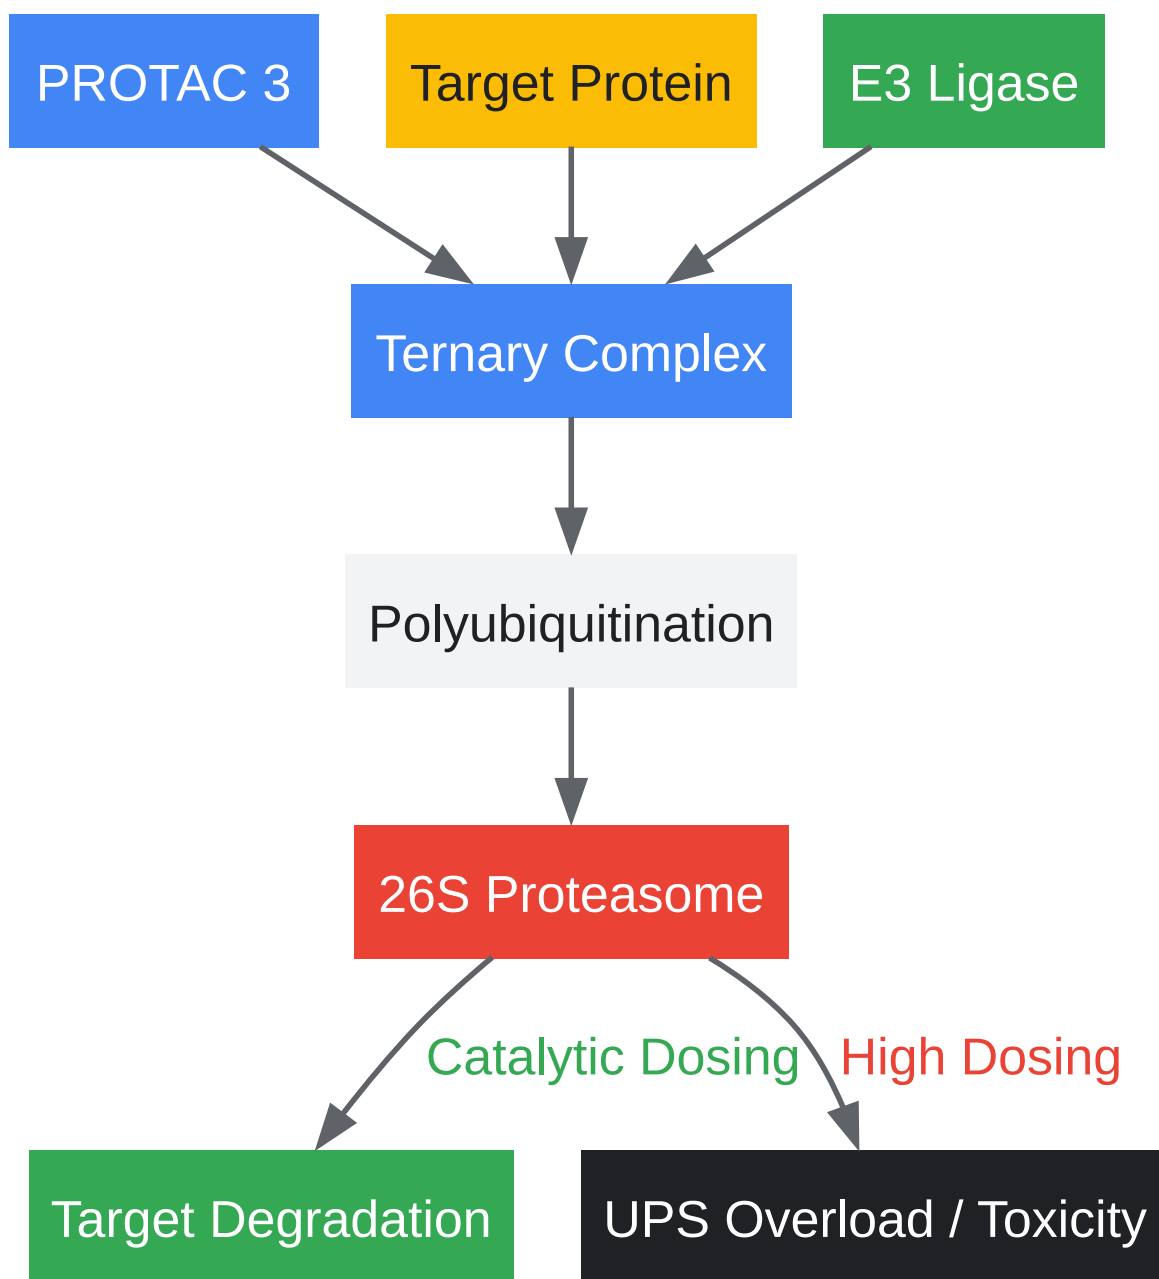 PROTAC 3
Target Protein
E3 Ligase
Ternary Complex
Polyubiquitination
26S Proteasome
Catalytic Dosing
High Dosing
Target Degradation
UPS Overload / Toxicity